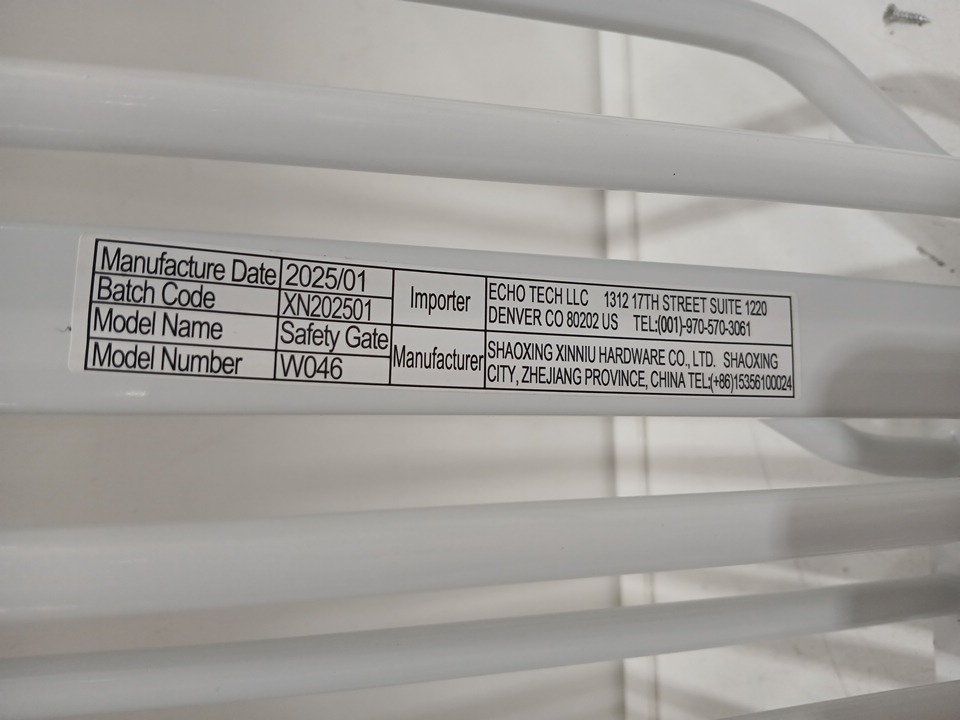 Manufacture Date 2025/01
Batch Code XN202501
Model Name Safety Gate
Model Number W046
Importer
ECHO TECH LLC 1312 17TH STREET SUITE 1220
DENVER CO 80202 US TEL:(001)-970-570-3061
Manufacturer
SHAOXING XINNIU HARDWARE CO., LTD. SHAOXING
CITY, ZHEJIANG PROVINCE, CHINA TEL:(+86)15356100024